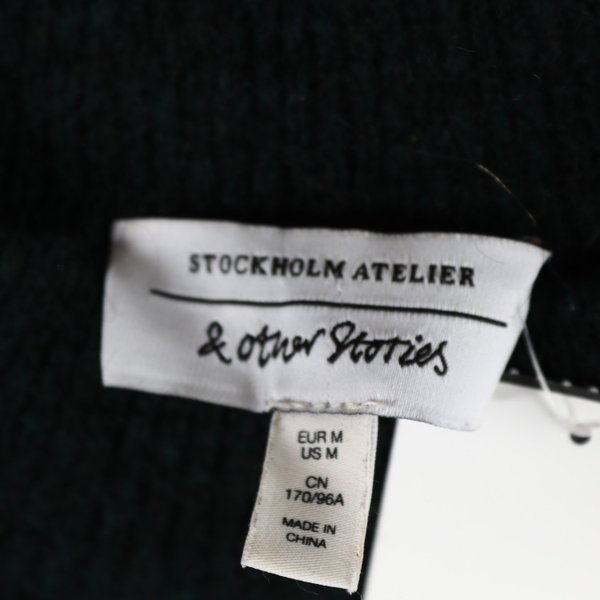 STOCKHOLM ATELIER
& other Stories
EUR M
US M
CN
170/96A
MADE IN
CHINA